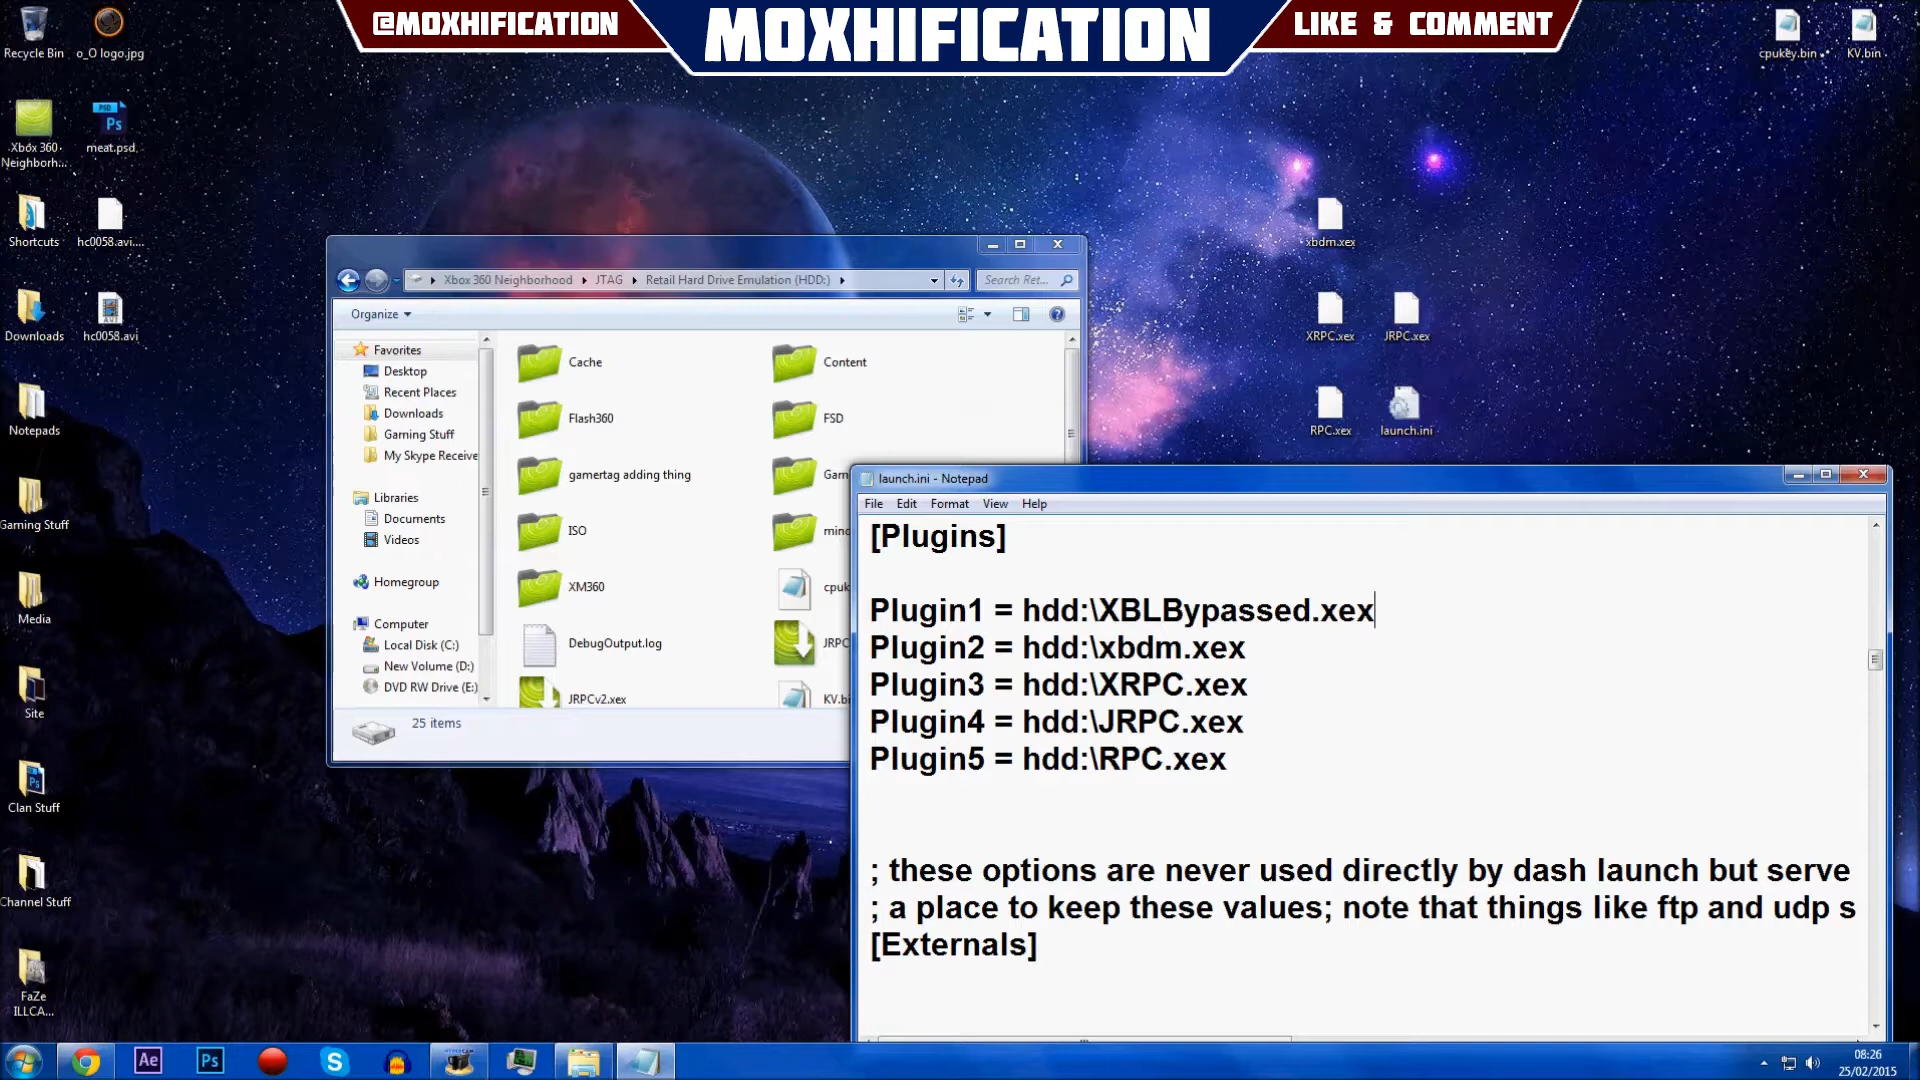 @MOXHIFICATION
MOXHIFICATION
LIKE & COMMENT
Recycle Bin
o_O logo.jpg
cpukey.bin
KV.bin
Xbox 360
Neighborh...
meat.psd
Shortcuts
hc0058.avi....
xbdm.xex
Downloads
hc0058.avi
XRPC.xex
JRPC.xex
Notepads
RPC.xex
launch.ini
Gaming Stuff
Media
Site
Clan Stuff
Channel Stuff
FaZe
ILLCA...
Xbox 360 Neighborhood
JTAG
Retail Hard Drive Emulation (HDD:)
Search Ret...
Organize
Favorites
Desktop
Recent Places
Downloads
Gaming Stuff
My Skype Receive
Libraries
Documents
Videos
Homegroup
Computer
Local Disk (C:)
New Volume (D:)
DVD RW Drive (E:)
Cache
Content
Flash360
FSD
gamertag adding thing
Gam
ISO
XM360
cpuk
DebugOutput.log
JRPC
JRPCv2.xex
KV.bi
25 items
launch.ini - Notepad
File Edit Format View Help
[Plugins]
Plugin1 = hdd:\XBLBypassed.xex
Plugin2 = hdd:\xbdm.xex
Plugin3 = hdd:\XRPC.xex
Plugin4 = hdd:\JRPC.xex
Plugin5 = hdd:\RPC.xex
; these options are never used directly by dash launch but serve
; a place to keep these values; note that things like ftp and udp s
[Externals]
Ae
Ps
08:26
25/02/2015